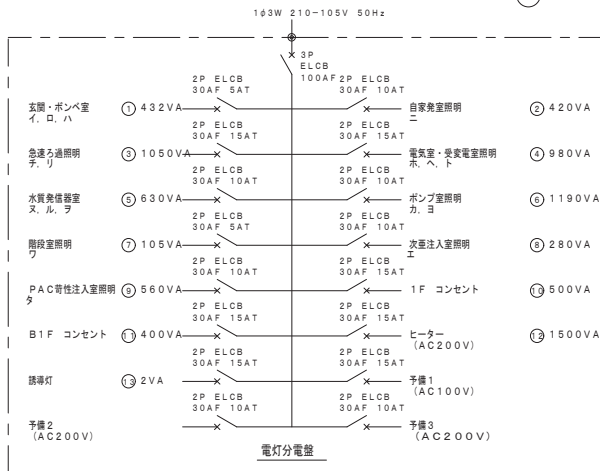 1φ3W 210-105V 50Hz
3P
ELCB
100AF
2P ELCB
30AF 5AT
玄関・ボンベ室
イ, ロ, ハ
① 432VA
2P ELCB
30AF 10AT
自家発室照明
ニ
② 420VA
2P ELCB
30AF 15AT
急速ろ過照明
チ, リ
③ 1050VA
2P ELCB
30AF 15AT
電気室・受変電室照明
ホ, ヘ, ト
④ 980VA
2P ELCB
30AF 10AT
水質発信器室
ヌ, ル, ヲ
⑤ 630VA
2P ELCB
30AF 10AT
ポンプ室照明
カ, ヨ
⑥ 1190VA
2P ELCB
30AF 5AT
階段室照明
ワ
⑦ 105VA
2P ELCB
30AF 10AT
次亜注入室照明
エ
⑧ 280VA
2P ELCB
30AF 10AT
PAC苛性注入室照明
タ
⑨ 560VA
2P ELCB
30AF 15AT
1F コンセント
⑩ 500VA
2P ELCB
30AF 15AT
B1F コンセント
⑪ 400VA
2P ELCB
30AF 15AT
ヒーター
(AC200V)
⑫ 1500VA
2P ELCB
30AF 15AT
誘導灯
⑬ 2VA
2P ELCB
30AF 15AT
予備1
(AC100V)
2P ELCB
30AF 10AT
予備2
(AC200V)
2P ELCB
30AF 10AT
予備3
(AC200V)
電灯分電盤